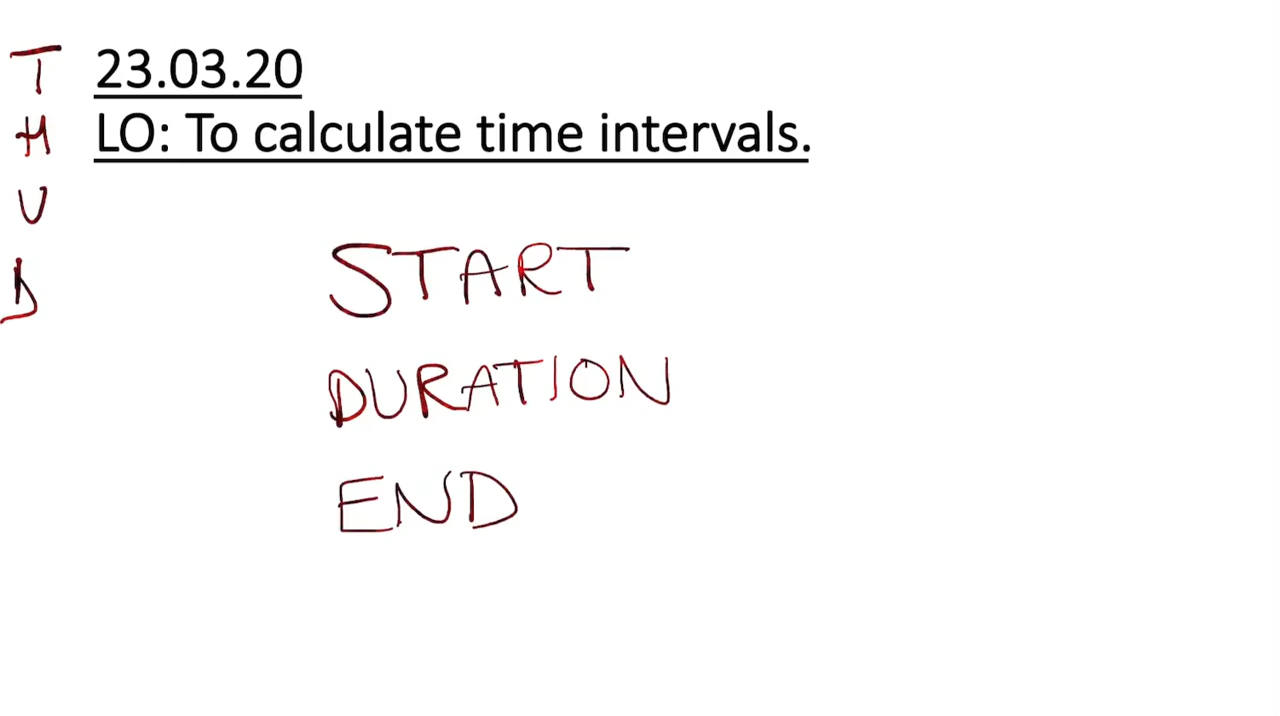 T
23.03.20
H
LO: To calculate time intervals.
U
D
START
DURATION
END